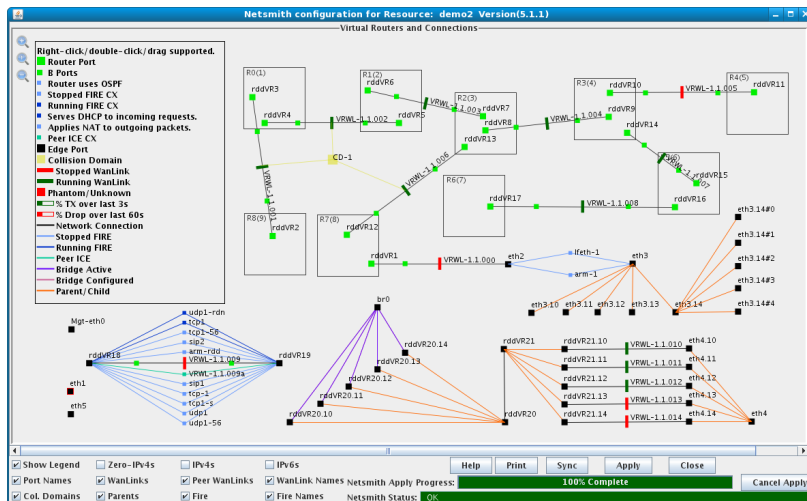 Netsmith configuration for Resource: demo2 Version(5.1.1)
Virtual Routers and Connections
Right-click/double-click/drag supported.
Router Port
B Ports
Router uses OSPF
Stopped FIRE CX
Running FIRE CX
Serves DHCP to incoming requests.
Applies NAT to outgoing packets.
Peer ICE CX
Edge Port
Collision Domain
Stopped WanLink
Running WanLink
Phantom/Unknown
% TX over last 3s
% Drop over last 60s
Network Connection
Stopped FIRE
Running FIRE
Peer ICE
Bridge Active
Bridge Configured
Parent/Child
R0(1)
rddVR3
rddVR4
VRWL-1.1.002
R1(2)
rddVR6
rddVR5
VRWL-1.1.003
R2(3)
rddVR7
rddVR8
rddVR13
VRWL-1.1.004
R3(4)
rddVR10
rddVR9
rddVR14
VRWL-1.1.005
R4(5)
rddVR11
CD-1
VRWL-1.1.006
VRWL-1.1.001
VRWL-1.1.007
rddVR15
rddVR16
R6(7)
rddVR17
VRWL-1.1.008
R8(9)
rddVR2
R7(8)
rddVR12
rddVR1
VRWL-1.1.000
eth2
lfeth-1
arm-1
eth3
eth3.14#0
eth3.14#1
eth3.14#2
eth3.14#3
eth3.14#4
eth3.10
eth3.11
eth3.12
eth3.13
eth3.14
Mgt-eth0
rddVR18
eth1
eth5
udp1-rdn
tcp1
tcp1-56
sip2
arm-rdd
VRWL-1.1.009
VRWL-1.1.009a
sip1
tcp-1
tcp1-s
udp1
udp1-56
rddVR19
br0
rddVR20.14
rddVR20.13
rddVR20.12
rddVR20.11
rddVR20.10
rddVR20
rddVR21
rddVR21.10
VRWL-1.1.010
eth4.10
rddVR21.11
VRWL-1.1.011
eth4.11
rddVR21.12
VRWL-1.1.012
eth4.12
rddVR21.13
VRWL-1.1.013
eth4.13
rddVR21.14
VRWL-1.1.014
eth4.14
eth4
Show Legend
Zero-IPv4s
IPv4s
IPv6s
Help
Print
Sync
Apply
Close
Port Names
WanLinks
Peer WanLinks
WanLink Names
Netsmith Apply Progress:
100% Complete
Cancel Apply
Col. Domains
Parents
Fire
Fire Names
Netsmith Status:
OK